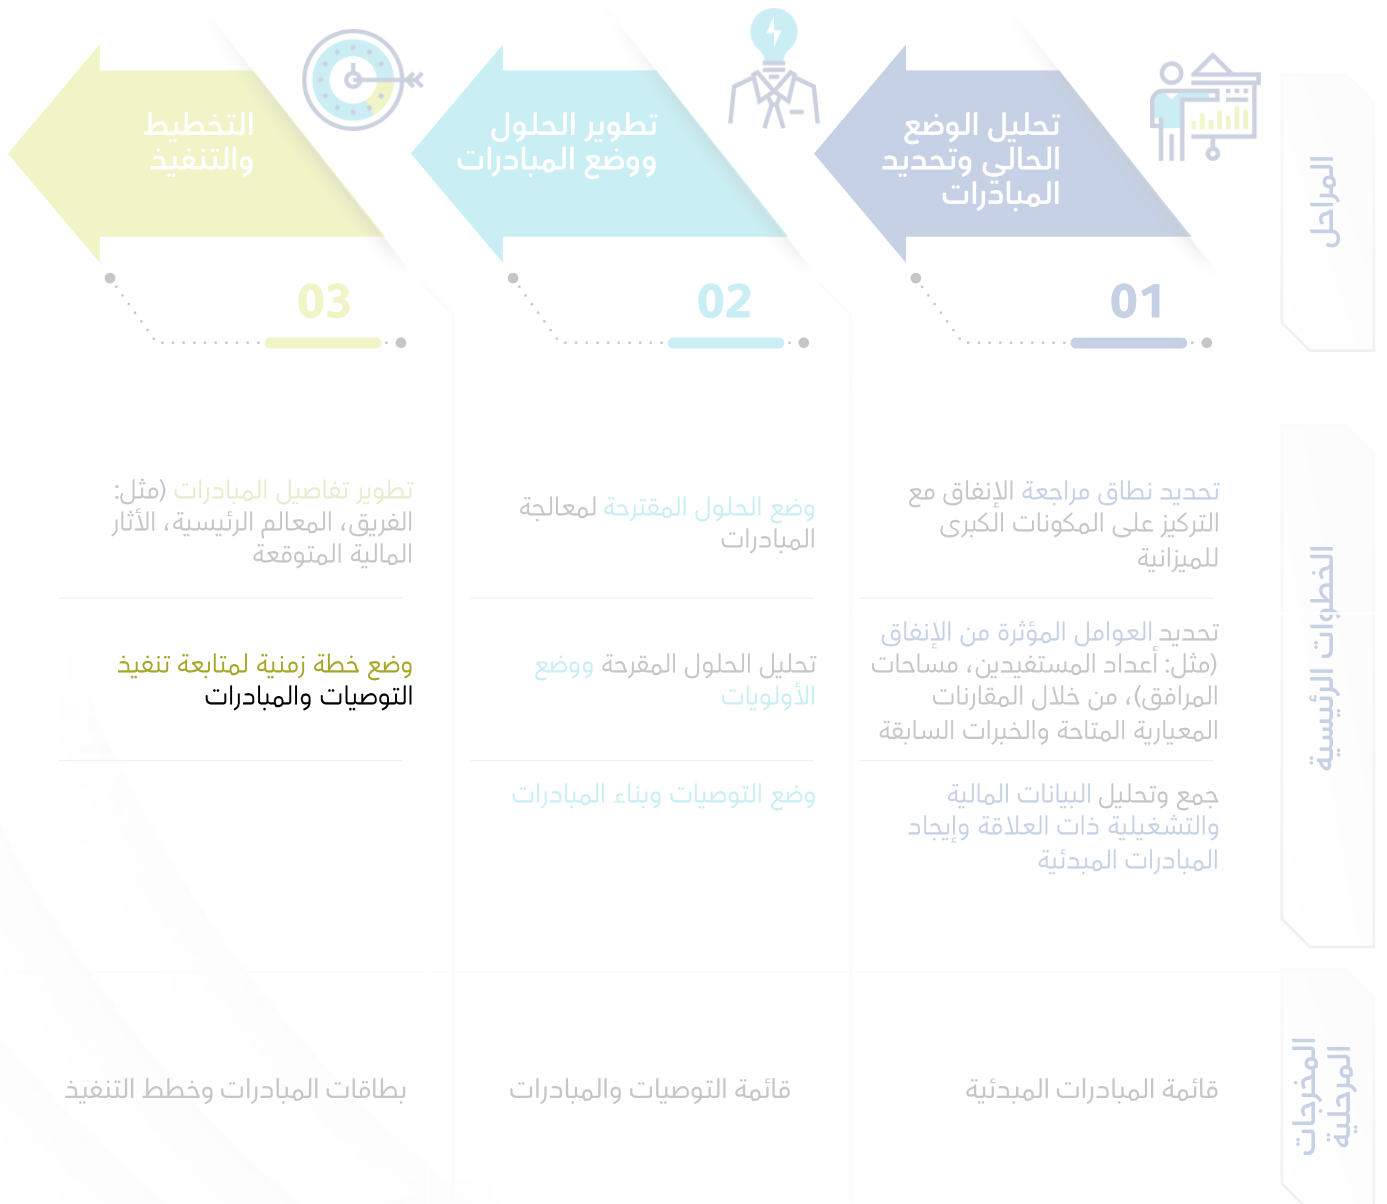 المراحل
تحليل الوضع
الحالي وتحديد
المبادرات
01
تطوير الحلول
ووضع المبادرات
02
التخطيط
والتنفيذ
03
الخطوات الرئيسية
تحديد نطاق مراجعة الإنفاق مع
التركيز على المكونات الكبرى
للميزانية
تحديد العوامل المؤثرة من الإنفاق
(مثل: أعداد المستفيدين، مساحات
المرافق)، من خلال المقارنات
المعيارية المتاحة والخبرات السابقة
جمع وتحليل البيانات المالية
والتشغيلية ذات العلاقة وإيجاد
المبادرات المبدئية
وضع الحلول المقترحة لمعالجة
المبادرات
تحليل الحلول المقرحة ووضع
الأولويات
وضع التوصيات وبناء المبادرات
تطوير تفاصيل المبادرات (مثل:
الفريق، المعالم الرئيسية، الأثار
المالية المتوقعة
وضع خطة زمنية لمتابعة تنفيذ
التوصيات والمبادرات
المخرجات
المرحلية
قائمة المبادرات المبدئية
قائمة التوصيات والمبادرات
بطاقات المبادرات وخطط التنفيذ